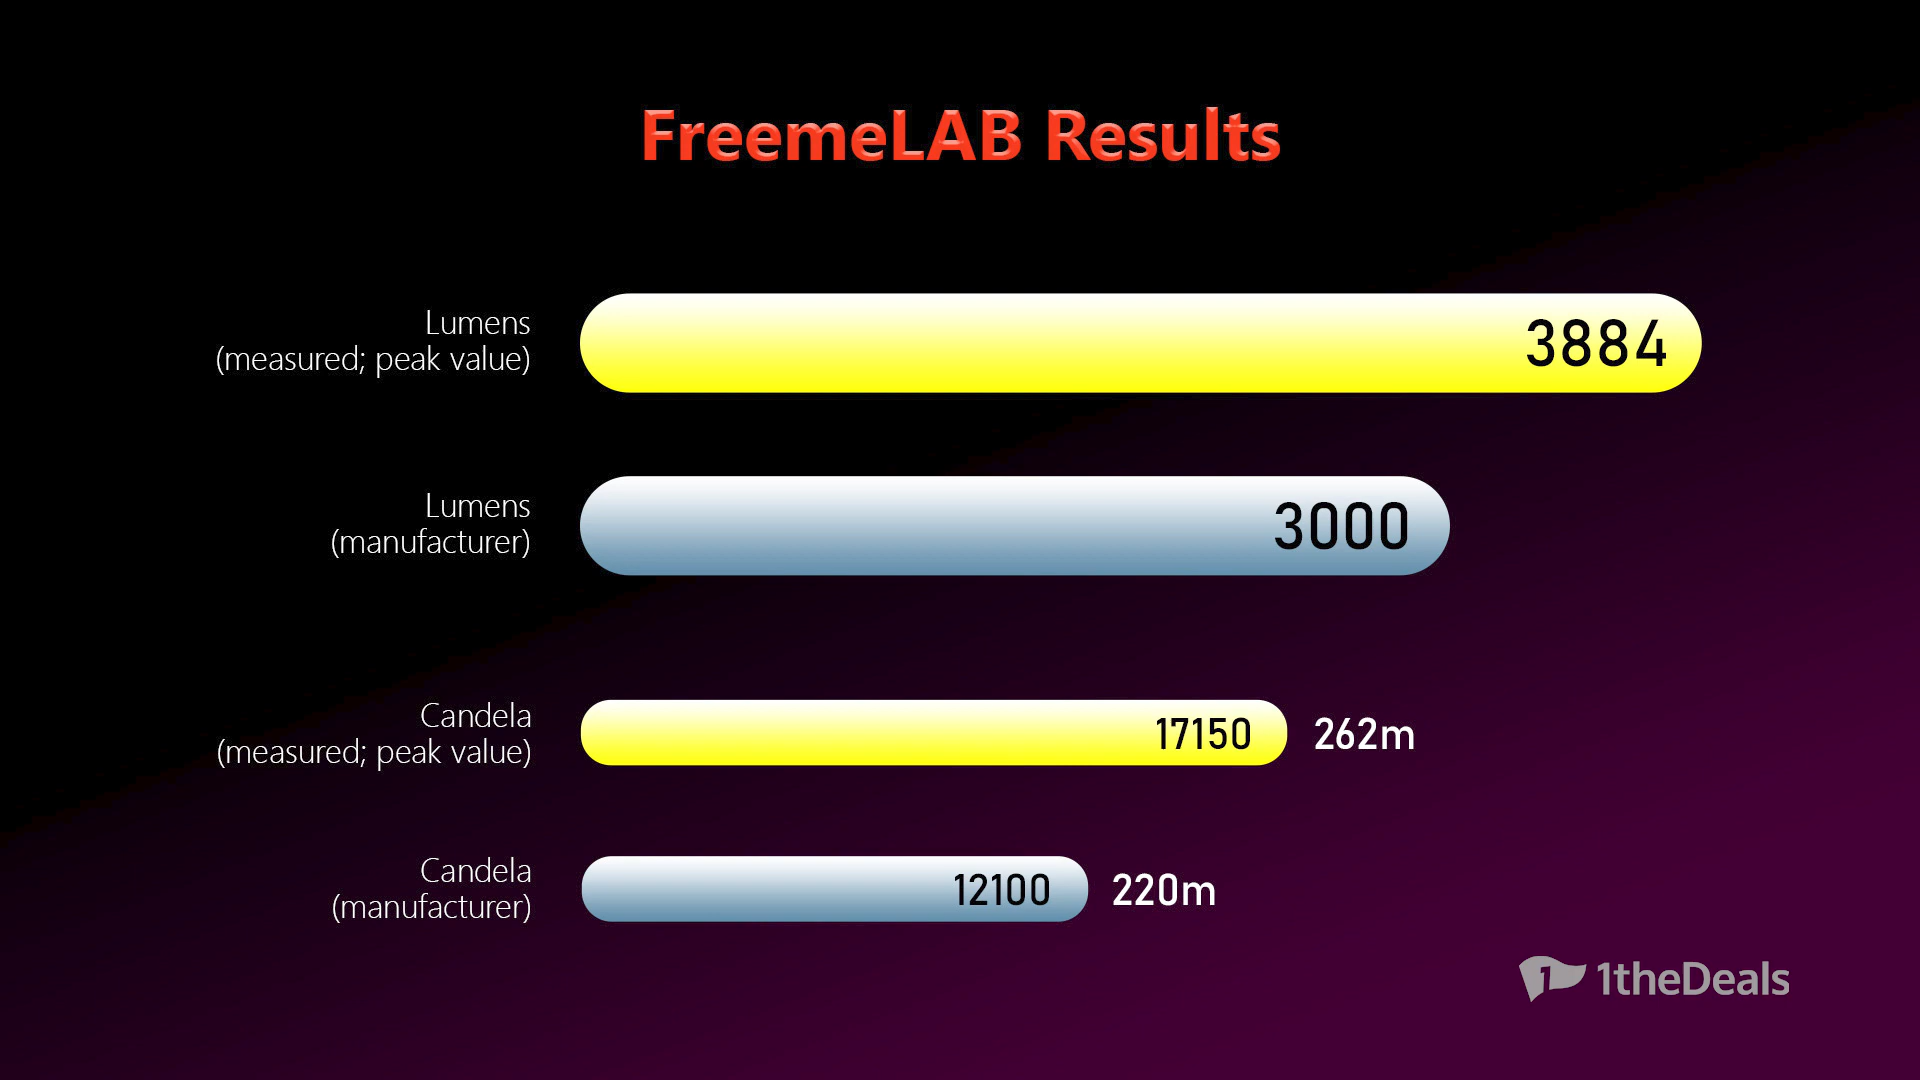 FreemeLAB Results
Lumens
(measured; peak value)
3884
Lumens
(manufacturer)
3000
Candela
(measured; peak value)
17150 262m
Candela
(manufacturer)
12100 220m
1 1theDeals